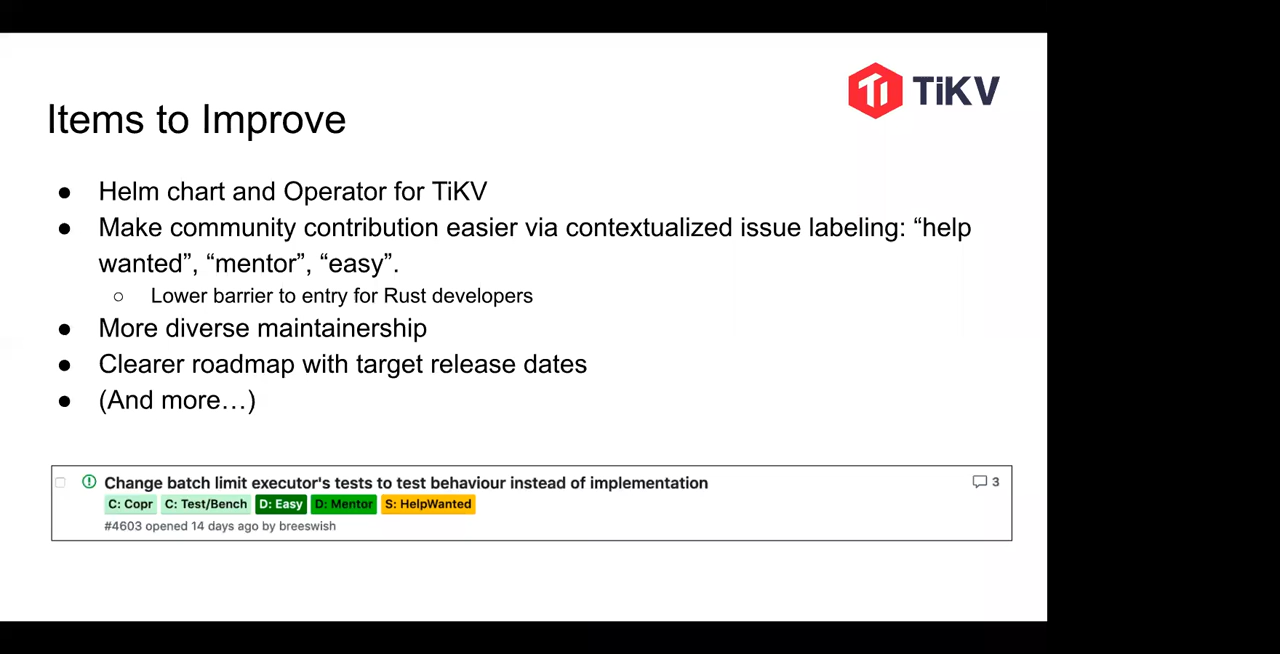 TiKV
Items to Improve
● Helm chart and Operator for TiKV
● Make community contribution easier via contextualized issue labeling: “help
wanted”, “mentor”, “easy”.
○ Lower barrier to entry for Rust developers
● More diverse maintainership
● Clearer roadmap with target release dates
● (And more…)
Change batch limit executor's tests to test behaviour instead of implementation 3
C: Copr C: Test/Bench D: Easy D: Mentor S: HelpWanted
#4603 opened 14 days ago by breeswish